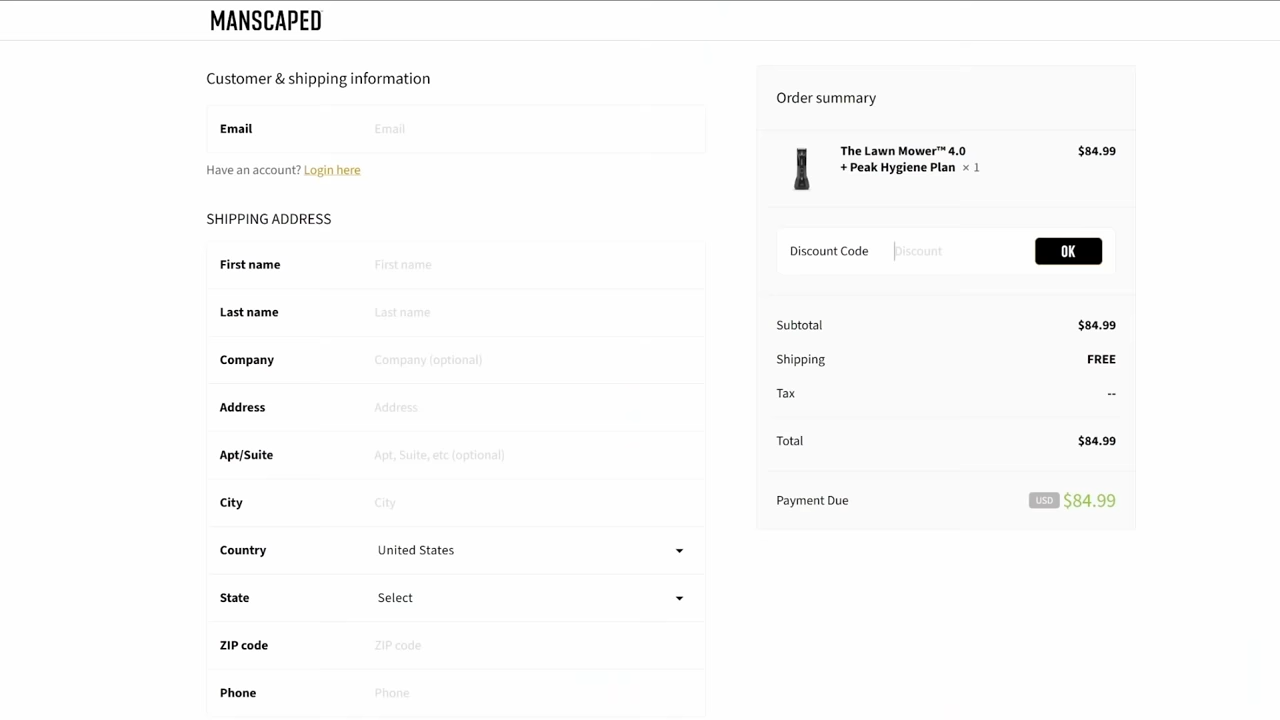 MANSCAPED
Customer & shipping information
Email Email
Have an account? Login here
SHIPPING ADDRESS
First name First name
Last name Last name
Company Company (optional)
Address Address
Apt/Suite Apt, Suite, etc (optional)
City City
Country United States
State Select
ZIP code ZIP code
Phone Phone
Order summary
The Lawn Mower™ 4.0 $84.99
+ Peak Hygiene Plan × 1
Discount Code Discount OK
Subtotal $84.99
Shipping FREE
Tax --
Total $84.99
Payment Due USD $84.99